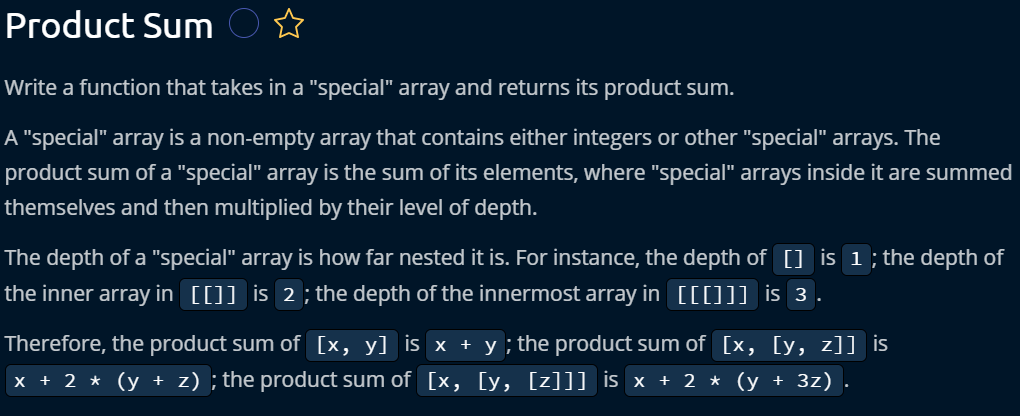 Product Sum
Write a function that takes in a "special" array and returns its product sum.
A "special" array is a non-empty array that contains either integers or other "special" arrays. The
product sum of a "special" array is the sum of its elements, where "special" arrays inside it are summed
themselves and then multiplied by their level of depth.
The depth of a "special" array is how far nested it is. For instance, the depth of [] is 1; the depth of
the inner array in [[]] is 2; the depth of the innermost array in [[[]]] is 3.
Therefore, the product sum of [x, y] is x + y; the product sum of [x, [y, z]] is
x + 2 * (y + z); the product sum of [x, [y, [z]]] is x + 2 * (y + 3z).